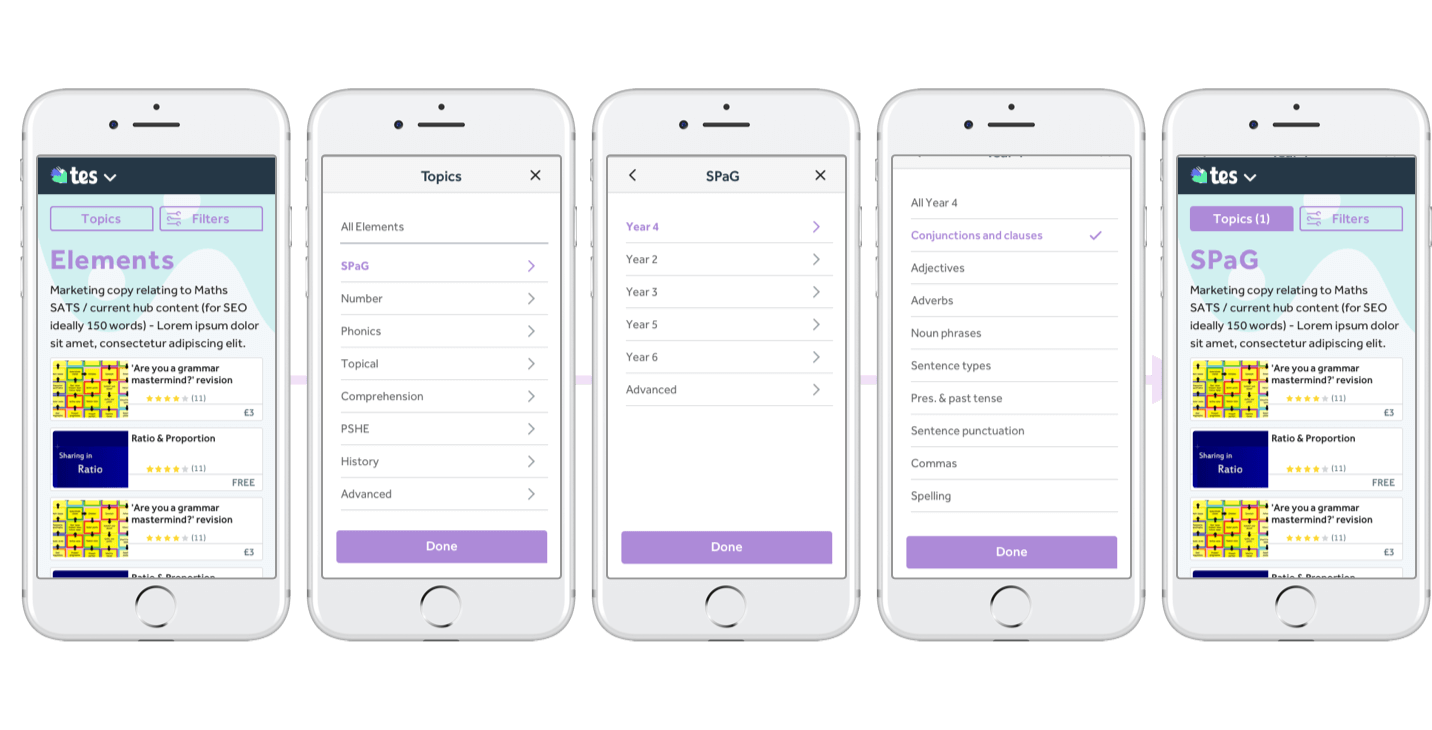 tes
Topics
Filters
Elements
Marketing copy relating to Maths
SATS / current hub content (for SEO
ideally 150 words) - Lorem ipsum dolor
sit amet, consectetur adipiscing elit.
'Are you a grammar
mastermind?' revision
(11)
£3
Sharing in
Ratio
Ratio & Proportion
(11)
FREE
'Are you a grammar
mastermind?' revision
(11)
£3
Ratio & Proportion
Topics
All Elements
SPaG
Number
Phonics
Topical
Comprehension
PSHE
History
Advanced
Done
SPaG
Year 4
Year 2
Year 3
Year 5
Year 6
Advanced
Done
All Year 4
Conjunctions and clauses
Adjectives
Adverbs
Noun phrases
Sentence types
Pres. & past tense
Sentence punctuation
Commas
Spelling
Done
tes
Topics (1)
Filters
SPaG
Marketing copy relating to Maths
SATS / current hub content (for SEO
ideally 150 words) - Lorem ipsum dolor
sit amet, consectetur adipiscing elit.
'Are you a grammar
mastermind?' revision
(11)
£3
Sharing in
Ratio
Ratio & Proportion
(11)
FREE
'Are you a grammar
mastermind?' revision
(11)
£3
Ratio & Proportion